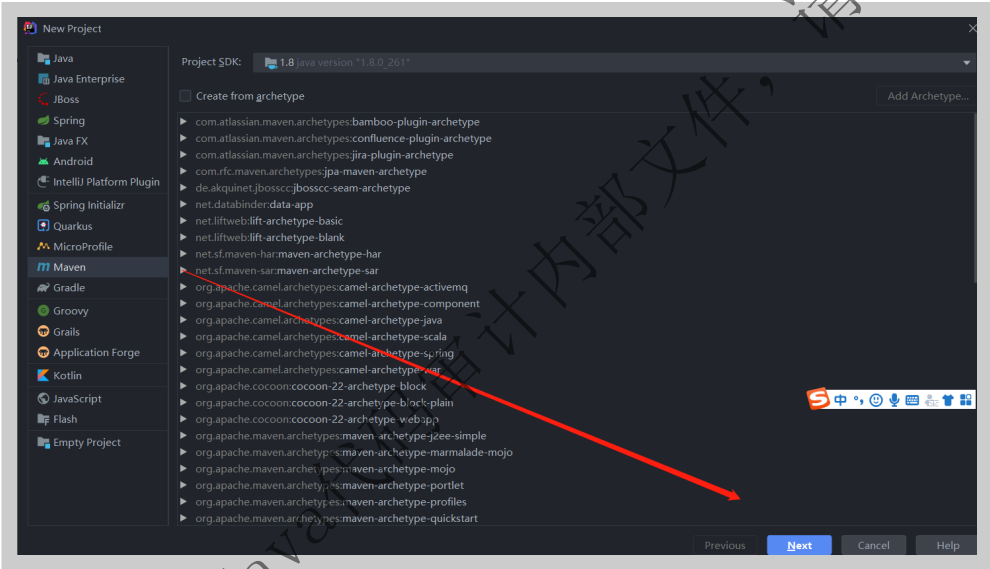 New Project
Java
Java Enterprise
JBoss
Spring
Java FX
Android
IntelliJ Platform Plugin
Spring Initializr
Quarkus
MicroProfile
Maven
Gradle
Groovy
Grails
Application Forge
Kotlin
JavaScript
Flash
Empty Project
Project SDK: 1.8 java version "1.8.0_261"
Create from archetype
Add Archetype...
com.atlassian.maven.archetypes:bamboo-plugin-archetype
com.atlassian.maven.archetypes:confluence-plugin-archetype
com.atlassian.maven.archetypes:jira-plugin-archetype
com.rfc.maven.archetypes:jpa-maven-archetype
de.akquinet.jbosscc:jbosscc-seam-archetype
net.databinder:data-app
net.liftweb:lift-archetype-basic
net.liftweb:lift-archetype-blank
net.sf.maven-har:maven-archetype-har
net.sf.maven-sar:maven-archetype-sar
org.apache.camel.archetypes:camel-archetype-activemq
org.apache.camel.archetypes:camel-archetype-component
org.apache.camel.archetypes:camel-archetype-java
org.apache.camel.archetypes:camel-archetype-scala
org.apache.camel.archetypes:camel-archetype-spring
org.apache.camel.archetypes:camel-archetype-war
org.apache.cocoon:cocoon-22-archetype-block
org.apache.cocoon:cocoon-22-archetype-block-plain
org.apache.cocoon:cocoon-22-archetype-webapp
org.apache.maven.archetypes:maven-archetype-j2ee-simple
org.apache.maven.archetypes:maven-archetype-marmalade-mojo
org.apache.maven.archetypes:maven-archetype-mojo
org.apache.maven.archetypes:maven-archetype-portlet
org.apache.maven.archetypes:maven-archetype-profiles
org.apache.maven.archetypes:maven-archetype-quickstart
中
Previous
Next
Cancel
Help
ava代码审计内部文件，请